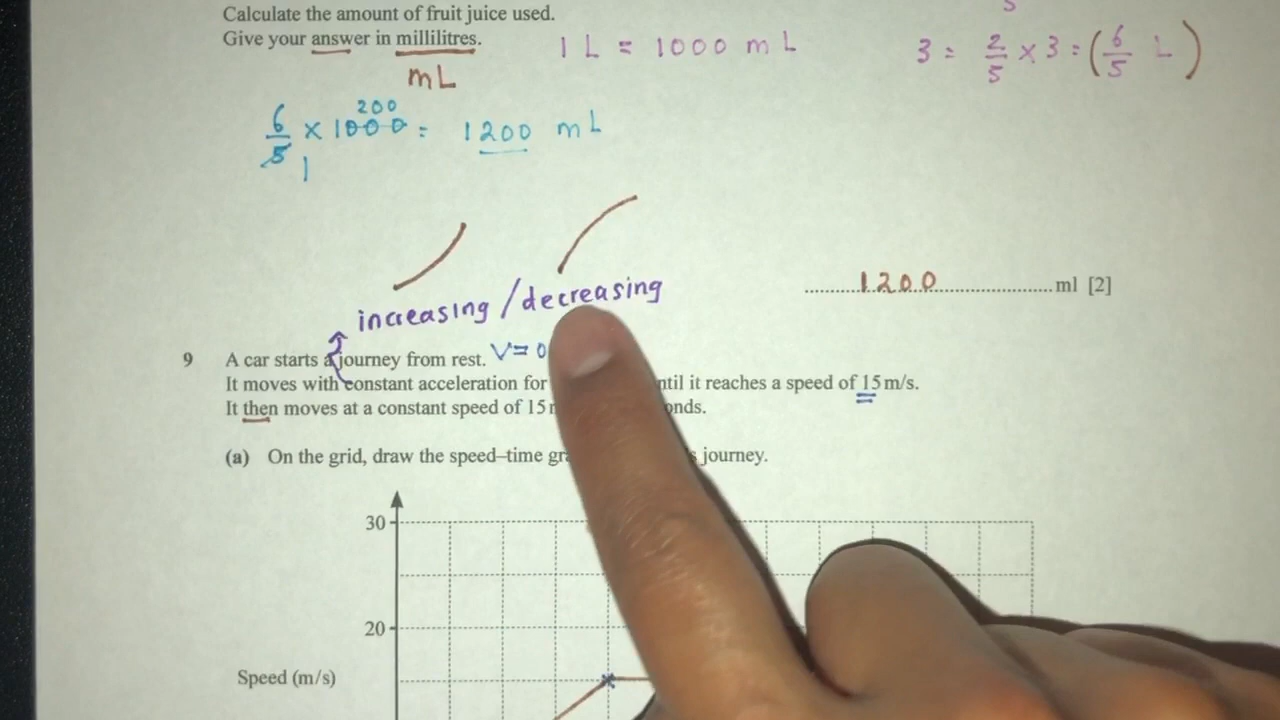 Calculate the amount of fruit juice used.
Give your answer in millilitres.
mL
1 L = 1000 mL
5
3 = 2/5 × 3 = (6/5 L)
6/5 × 1000 = 1200 mL
200
1
1200 ml [2]
increasing / decreasing
9 A car starts a journey from rest. V = 0
It moves with constant acceleration for until it reaches a speed of 15 m/s.
It then moves at a constant speed of 15
(a) On the grid, draw the speed–time journey.
30
20
Speed (m/s)